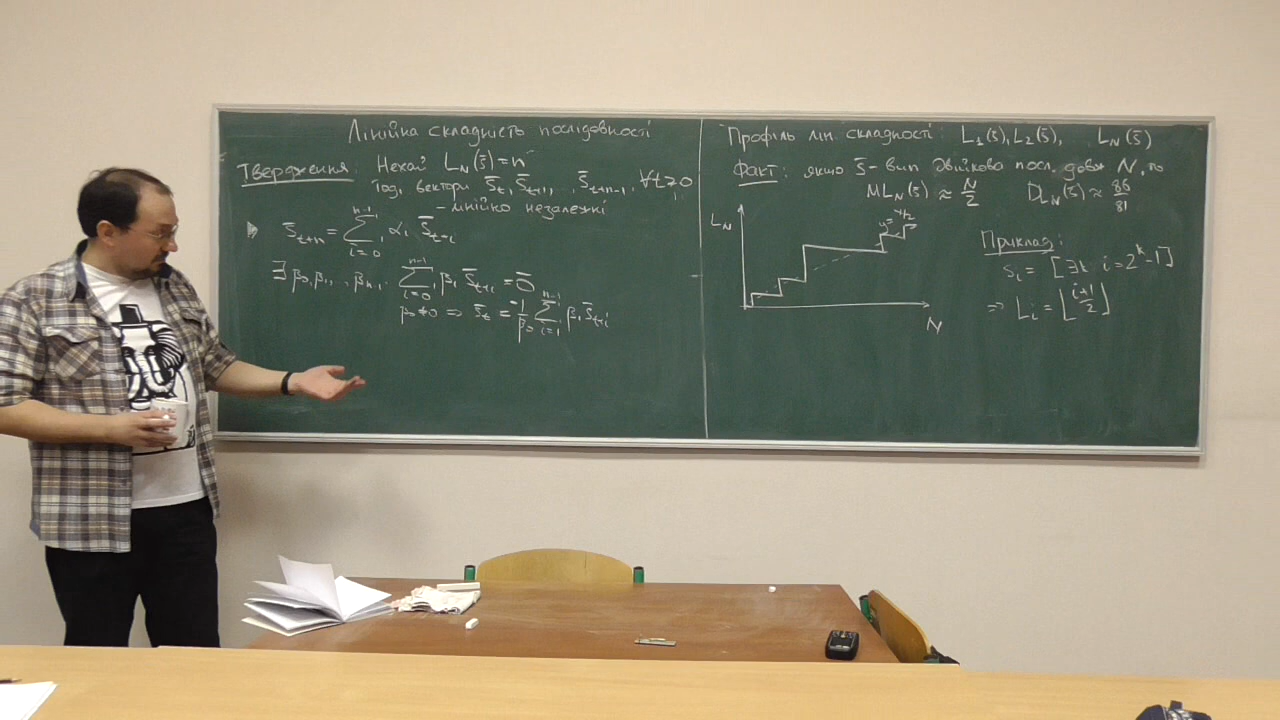 Лінійна складність послідовності
Твердження: Нехай L_N(s̄)=n
Тоді вектори s̄_t, s̄_{t+1}, ..., s̄_{t+n-1}, ∀t≥0
– лінійно незалежні
s̄_{t+n} = ∑_{i=0}^{n-1} α_i s̄_{t+i}
∃ β_0, β_1, ..., β_{n-1}: ∑_{i=0}^{n-1} β_i s̄_{t+i} = 0̄
β_0≠0 ⇒ s̄_t = -1/β_0 ∑_{i=1}^{n-1} β_i s̄_{t+i}
Профіль лін. складності: L_1(s̄), L_2(s̄), L_N(s̄)
Факт: якщо s̄ - вип двійкова посл. довж N, то
ML_N(s̄) ≈ N/2 DL_N(s̄) ≈ 86/81
L_N
y=x/2
N
Приклад:
s_i = [∃k i=2^k-1]
⇒ L_i = ⌊(i+1)/2⌋